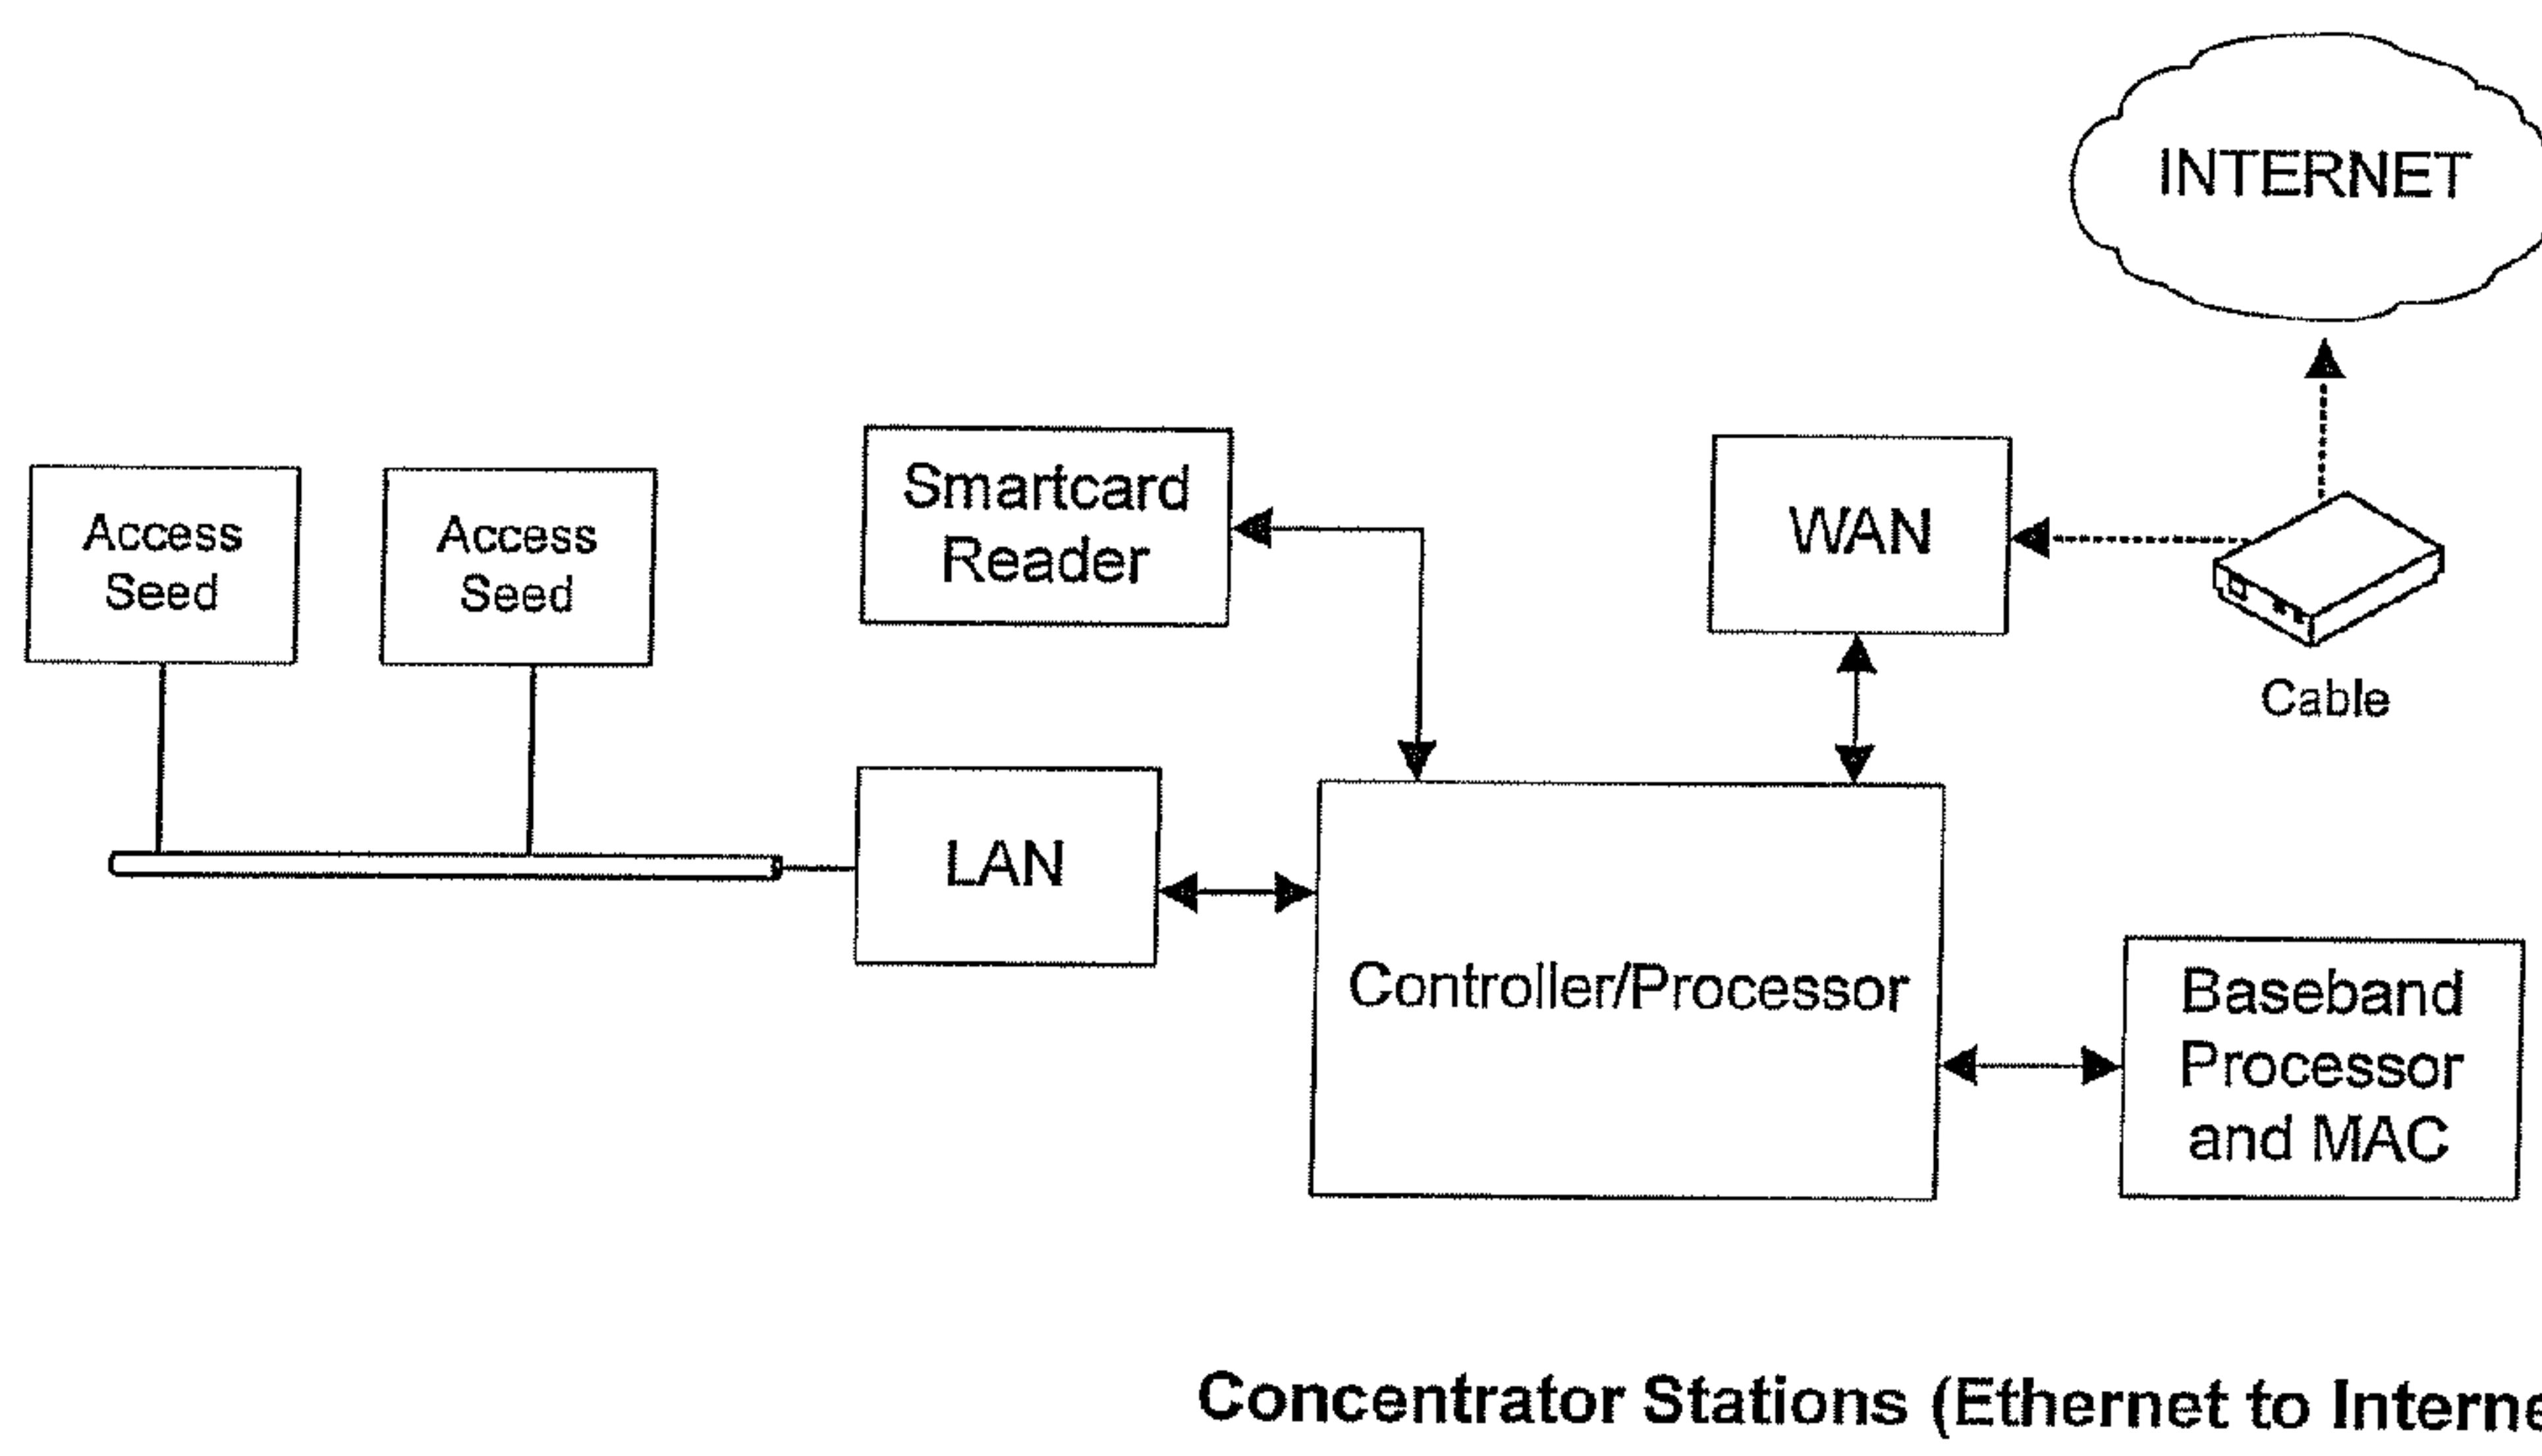 INTERNET
Access
Seed
Access
Seed
Smartcard
Reader
WAN
Cable
LAN
Controller/Processor
Baseband
Processor
and MAC
Concentrator Stations (Ethernet to